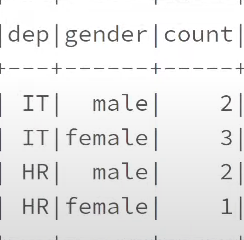 |dep|gender|count|
+---+------+-----+
| IT|  male|    2|
| IT|female|    3|
| HR|  male|    2|
| HR|female|    1|